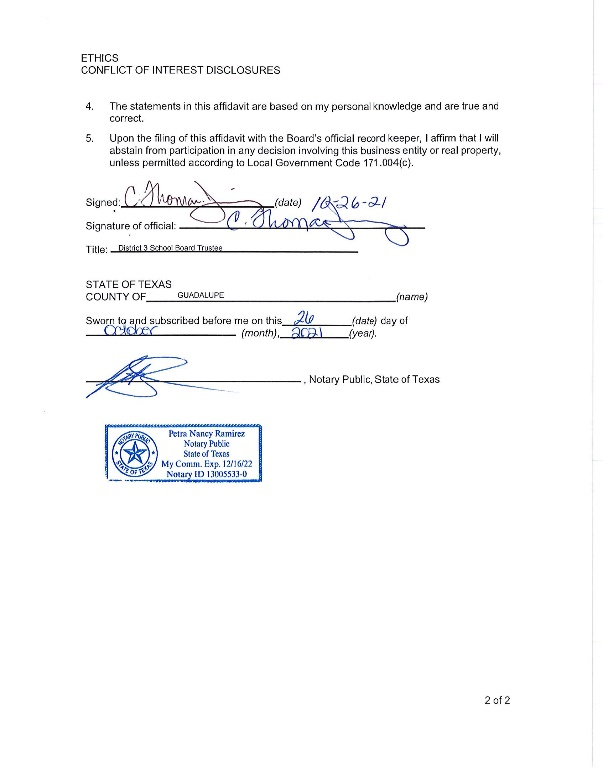 ETHICS
CONFLICT OF INTEREST DISCLOSURES
4. The statements in this affidavit are based on my personal knowledge and are true and
correct.
5. Upon the filing of this affidavit with the Board's official record keeper, I affirm that I will
abstain from participation in any decision involving this business entity or real property,
unless permitted according to Local Government Code 171.004(c).
Signed: C. Thomas (date) 10-26-21
Signature of official: C. Thomas
Title: District 3 School Board Trustee
STATE OF TEXAS
COUNTY OF GUADALUPE (name)
Sworn to and subscribed before me on this 26 (date) day of
October (month), 2021 (year).
, Notary Public, State of Texas
NOTARY PUBLIC
STATE OF TEXAS
Petra Nancy Ramirez
Notary Public
State of Texas
My Comm. Exp. 12/16/22
Notary ID 13005533-0
2 of 2